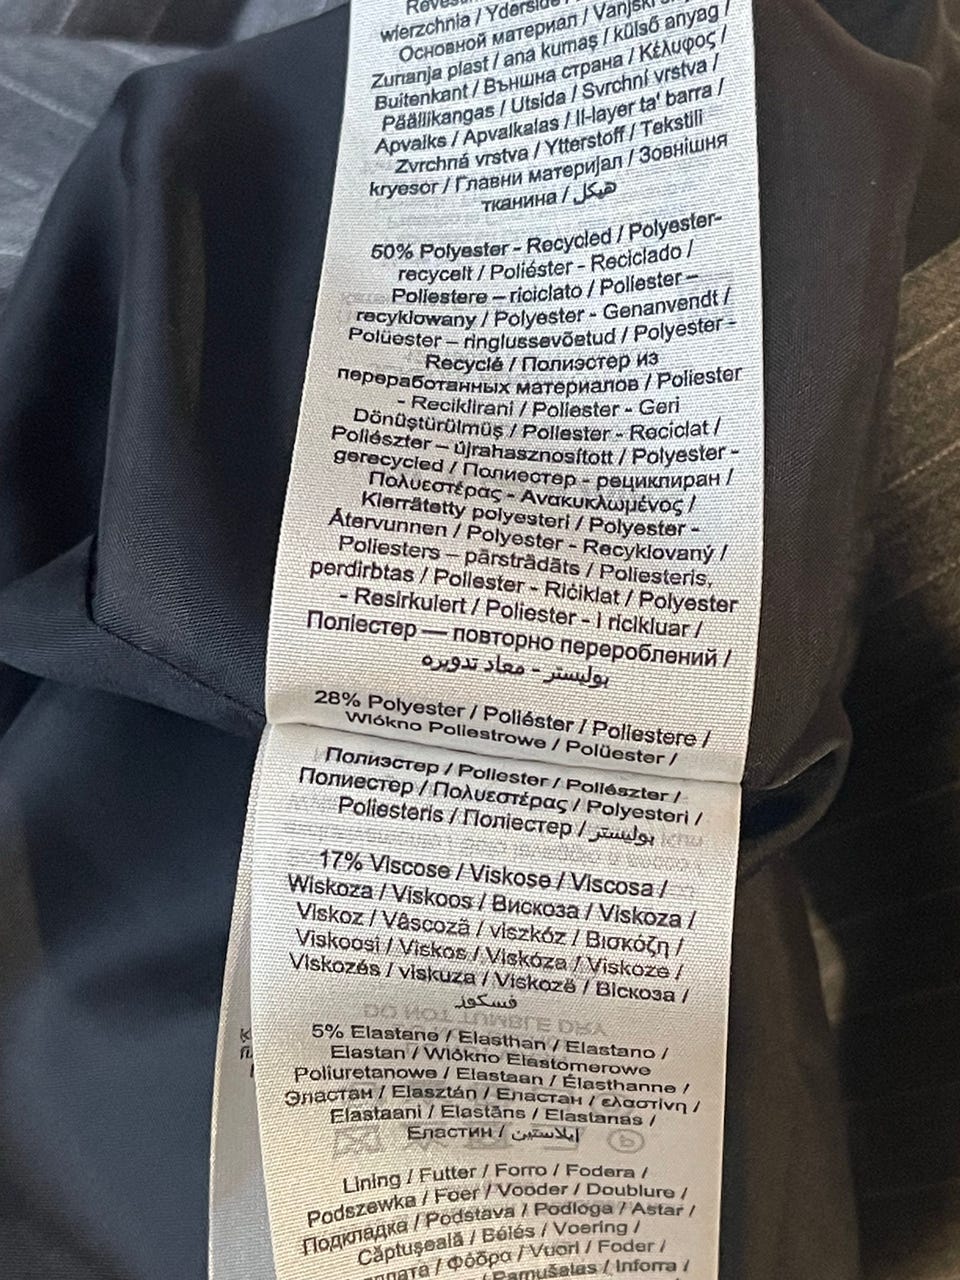 wierzchnia / Yderside
Основной материал / Vanjski
Zunanja plast / ana kumaş / külső anyag /
Buitenkant / Външна страна / Κέλυφος /
Päällikangas / Utsida / Svrchní vrstva /
Apvalks / Apvalkalas / Il-layer ta' barra /
Zvrchná vrstva / Ytterstoff / Tekstili
kryesor / Главни материјал / Зовнішня
тканина / هيكل
50% Polyester - Recycled / Polyester-
recycelt / Poliéster - Reciclado /
Poliestere – riciclato / Poliester –
recyklowany / Polyester - Genanvendt /
Polüester – ringlussevõetud / Polyester -
Recyclé / Полиэстер из
переработанных материалов / Poliester
- Reciklirani / Poliester - Geri
Dönüştürülmüş / Poliester - Reciclat /
Poliészter – újrahasznosított / Polyester -
gerecycled / Полиестер - рециклиран /
Πολυεστέρας - Ανακυκλωμένος /
Kierrätetty polyesteri / Polyester -
Återvunnen / Polyester - Recyklovaný /
Poliesters – pārstrādāts / Poliesteris,
perdirbtas / Poliester - Riċiklat / Polyester
- Resirkulert / Poliester - i ricikluar /
Поліестер — повторно перероблений /
بوليستر - معاد تدويره
28% Polyester / Poliéster / Poliestere /
Wlókno Poliestrowe / Polüester /
Полиэстер / Poliester / Poliészter /
Полиестер / Πολυεστέρας / Polyesteri /
Poliesteris / Поліестер / بوليستر
17% Viscose / Viskose / Viscosa /
Wiskoza / Viskoos / Вискоза / Viskoza /
Viskoz / Vâscoză / viszkóz / Βισκόζη /
Viskoosi / Viskos / Viskóza / Viskoze /
Viskozés / viskuza / Viskozë / Віскоза /
فسكوز
5% Elastane / Elasthan / Elastano /
Elastan / Wlókno Elastomerowe
Poliuretanowe / Elastaan / Élasthanne /
Эластан / Elasztán / Еластан / ελαστίνη /
Elastaani / Elastāns / Elastanas /
Еластин / إيلاستين
Lining / Futter / Forro / Fodera /
Podszewka / Foer / Vooder / Doublure /
Подкладка / Podstava / Podloga / Astar /
Căptușeală / Bélés / Voering /
Φόδρα / Vuori / Foder /
Pamušalas / Inforra /